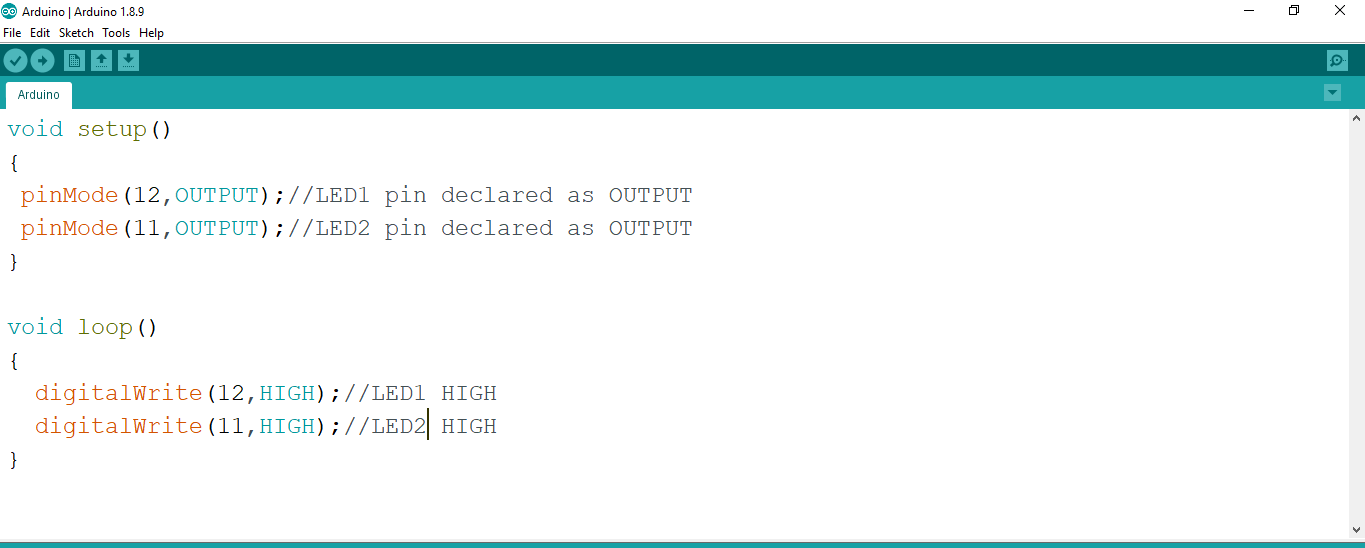 Arduino | Arduino 1.8.9
File Edit Sketch Tools Help
Arduino
void setup()
{
 pinMode(12,OUTPUT);//LED1 pin declared as OUTPUT
 pinMode(11,OUTPUT);//LED2 pin declared as OUTPUT
}
void loop()
{
  digitalWrite(12,HIGH);//LED1 HIGH
  digitalWrite(11,HIGH);//LED2 HIGH
}